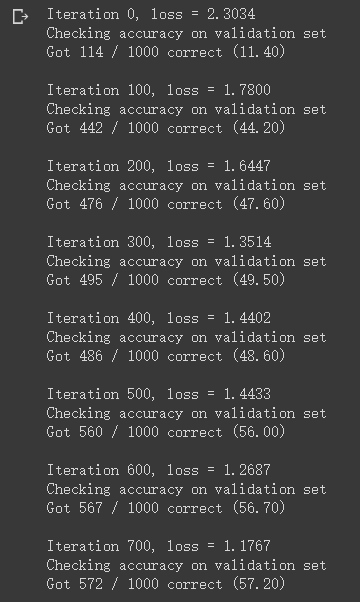 Iteration 0, loss = 2.3034
Checking accuracy on validation set
Got 114 / 1000 correct (11.40)
Iteration 100, loss = 1.7800
Checking accuracy on validation set
Got 442 / 1000 correct (44.20)
Iteration 200, loss = 1.6447
Checking accuracy on validation set
Got 476 / 1000 correct (47.60)
Iteration 300, loss = 1.3514
Checking accuracy on validation set
Got 495 / 1000 correct (49.50)
Iteration 400, loss = 1.4402
Checking accuracy on validation set
Got 486 / 1000 correct (48.60)
Iteration 500, loss = 1.4433
Checking accuracy on validation set
Got 560 / 1000 correct (56.00)
Iteration 600, loss = 1.2687
Checking accuracy on validation set
Got 567 / 1000 correct (56.70)
Iteration 700, loss = 1.1767
Checking accuracy on validation set
Got 572 / 1000 correct (57.20)